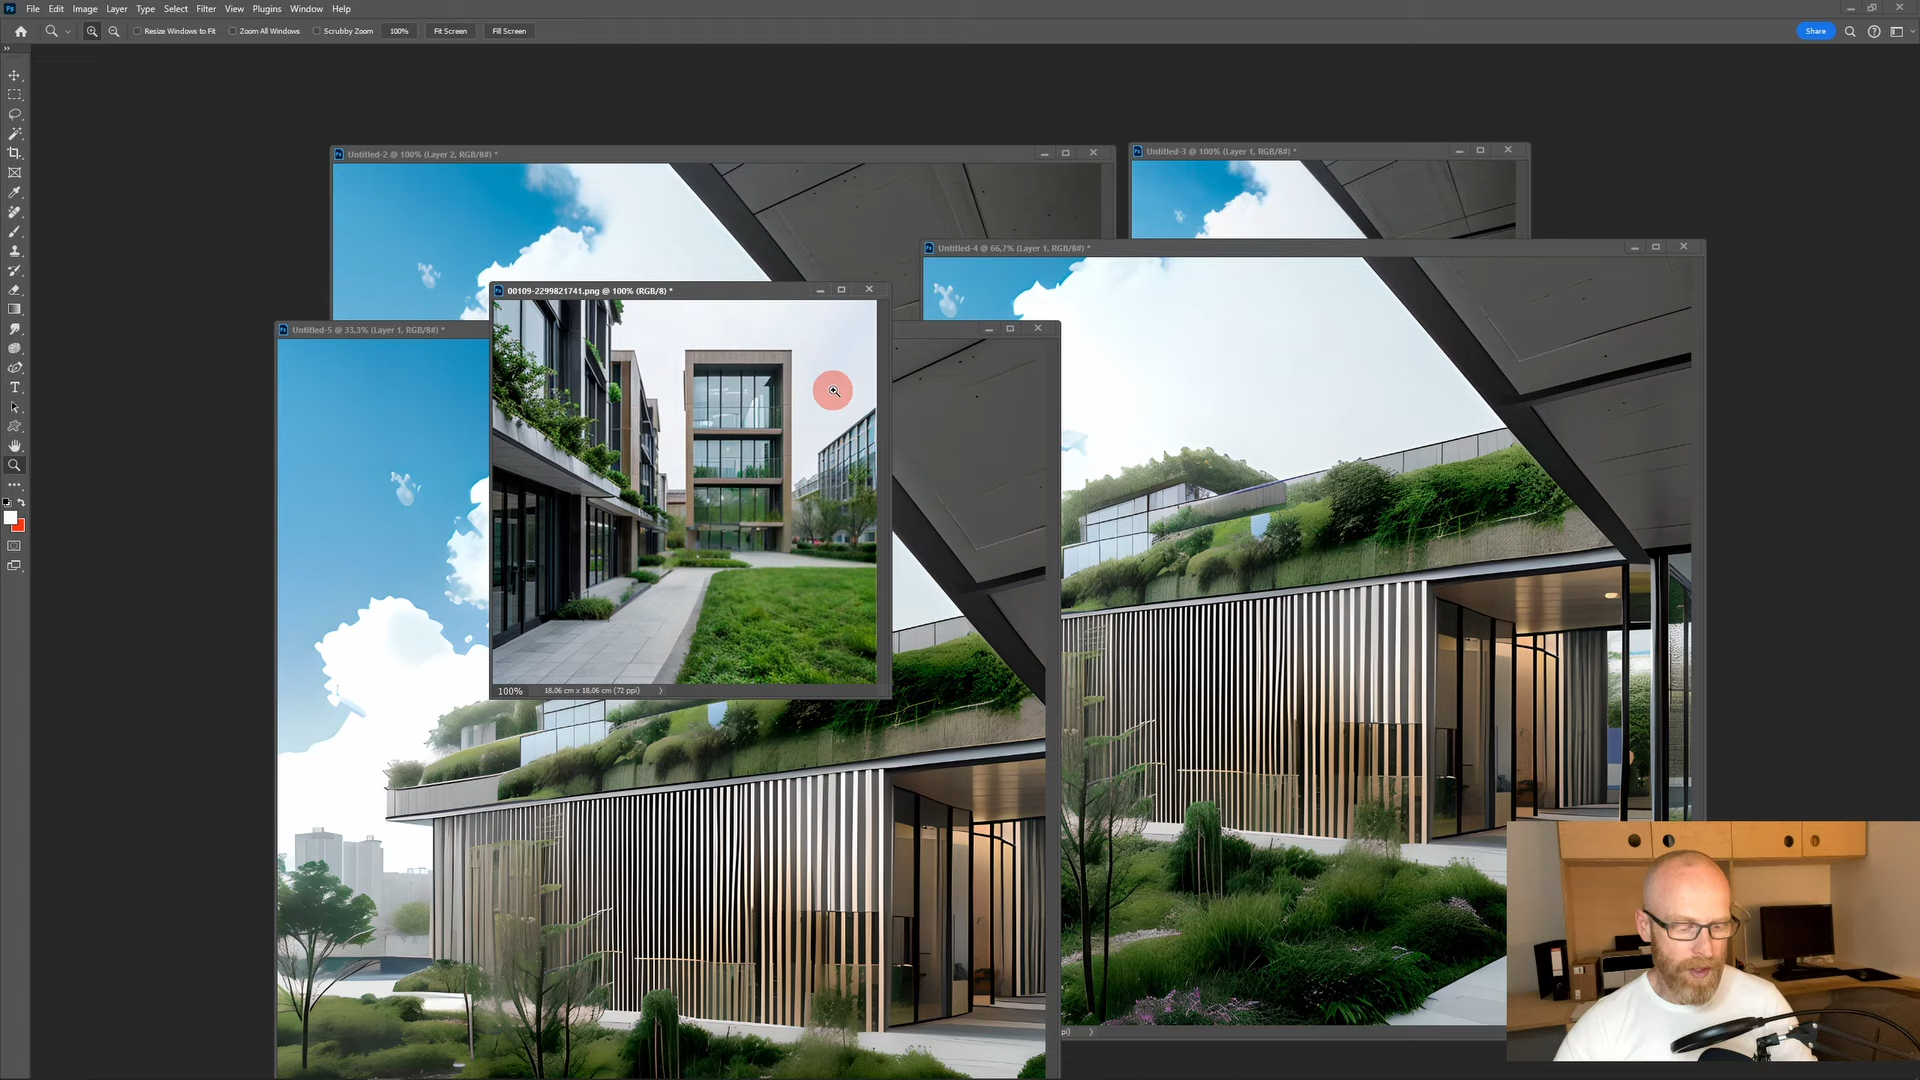 Ps File Edit Image Layer Type Select Filter View Plugins Window Help
Resize Windows to Fit Zoom All Windows Scrubby Zoom 100% Fit Screen Fill Screen Share
Untitled-2 @ 100% (Layer 2, RGB/8#) *
Untitled-3 @ 100% (Layer 1, RGB/8#) *
Untitled-4 @ 66,7% (Layer 1, RGB/8#) *
00109-2299821741.png @ 100% (RGB/8) *
Untitled-5 @ 33,3% (Layer 1, RGB/8#) *
100% 18,06 cm x 18,06 cm (72 ppi)
pi)